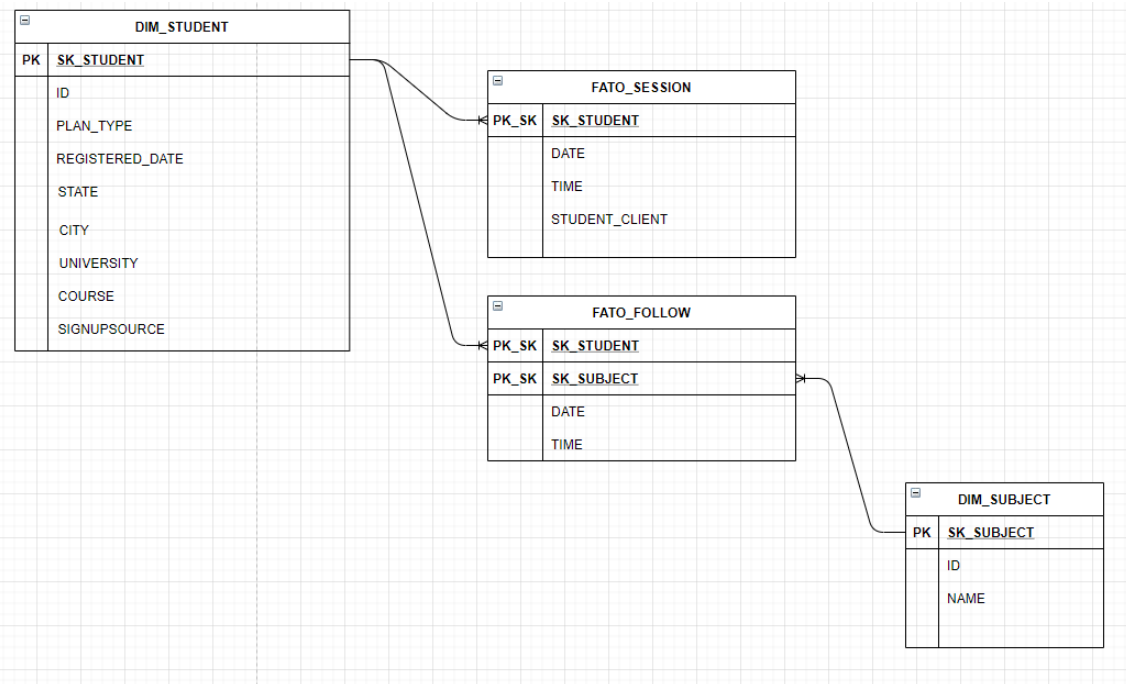 DIM_STUDENT
PK SK_STUDENT
ID
PLAN_TYPE
REGISTERED_DATE
STATE
CITY
UNIVERSITY
COURSE
SIGNUPSOURCE
FATO_SESSION
PK_SK SK_STUDENT
DATE
TIME
STUDENT_CLIENT
FATO_FOLLOW
PK_SK SK_STUDENT
PK_SK SK_SUBJECT
DATE
TIME
DIM_SUBJECT
PK SK_SUBJECT
ID
NAME